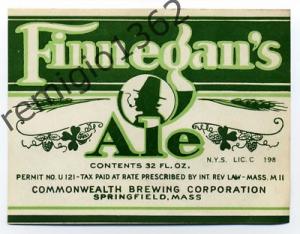 Finnegan's
Ale
CONTENTS 32 FL. OZ.
N.Y.S. LIC. C 198
PERMIT NO. U 121-TAX PAID AT RATE PRESCRIBED BY INT. REV LAW-MASS. M 11
COMMONWEALTH BREWING CORPORATION
SPRINGFIELD, MASS
remigio1362